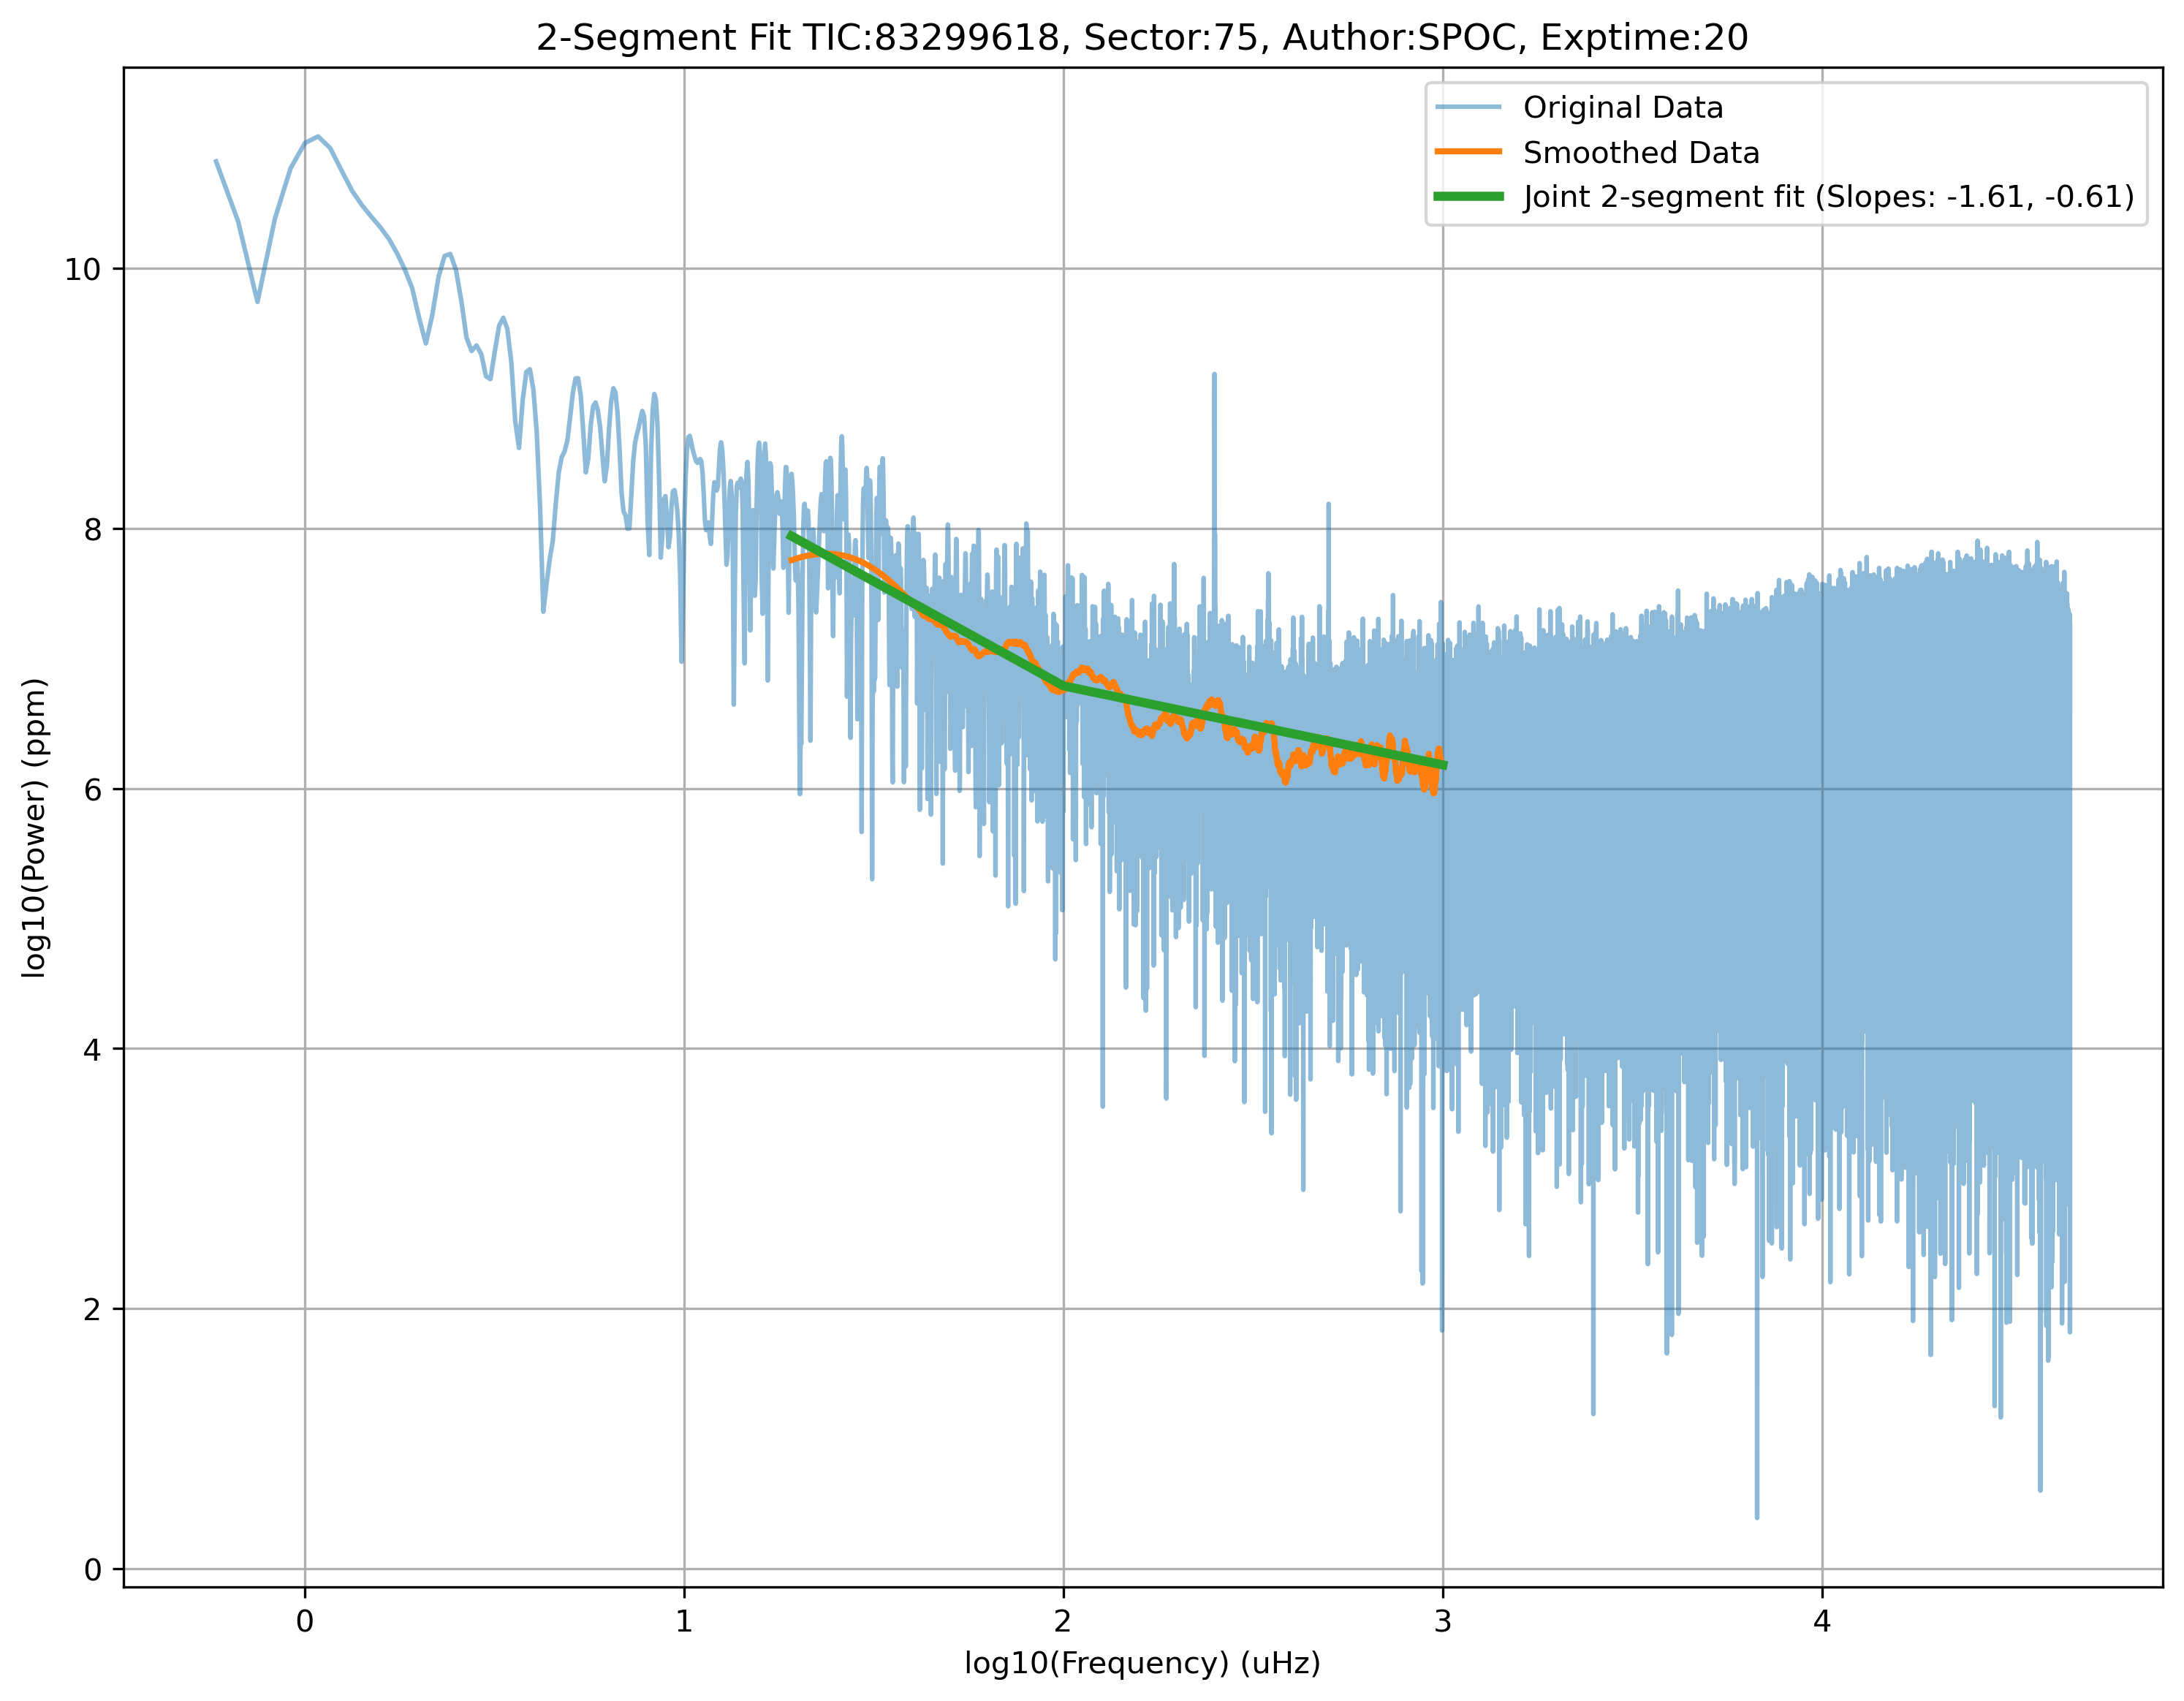 2-Segment Fit TIC:83299618, Sector:75, Author:SPOC, Exptime:20
Original Data
Smoothed Data
Joint 2-segment fit (Slopes: -1.61, -0.61)
log10(Power) (ppm)
10
8
6
4
2
0
0 1 2 3 4
log10(Frequency) (uHz)